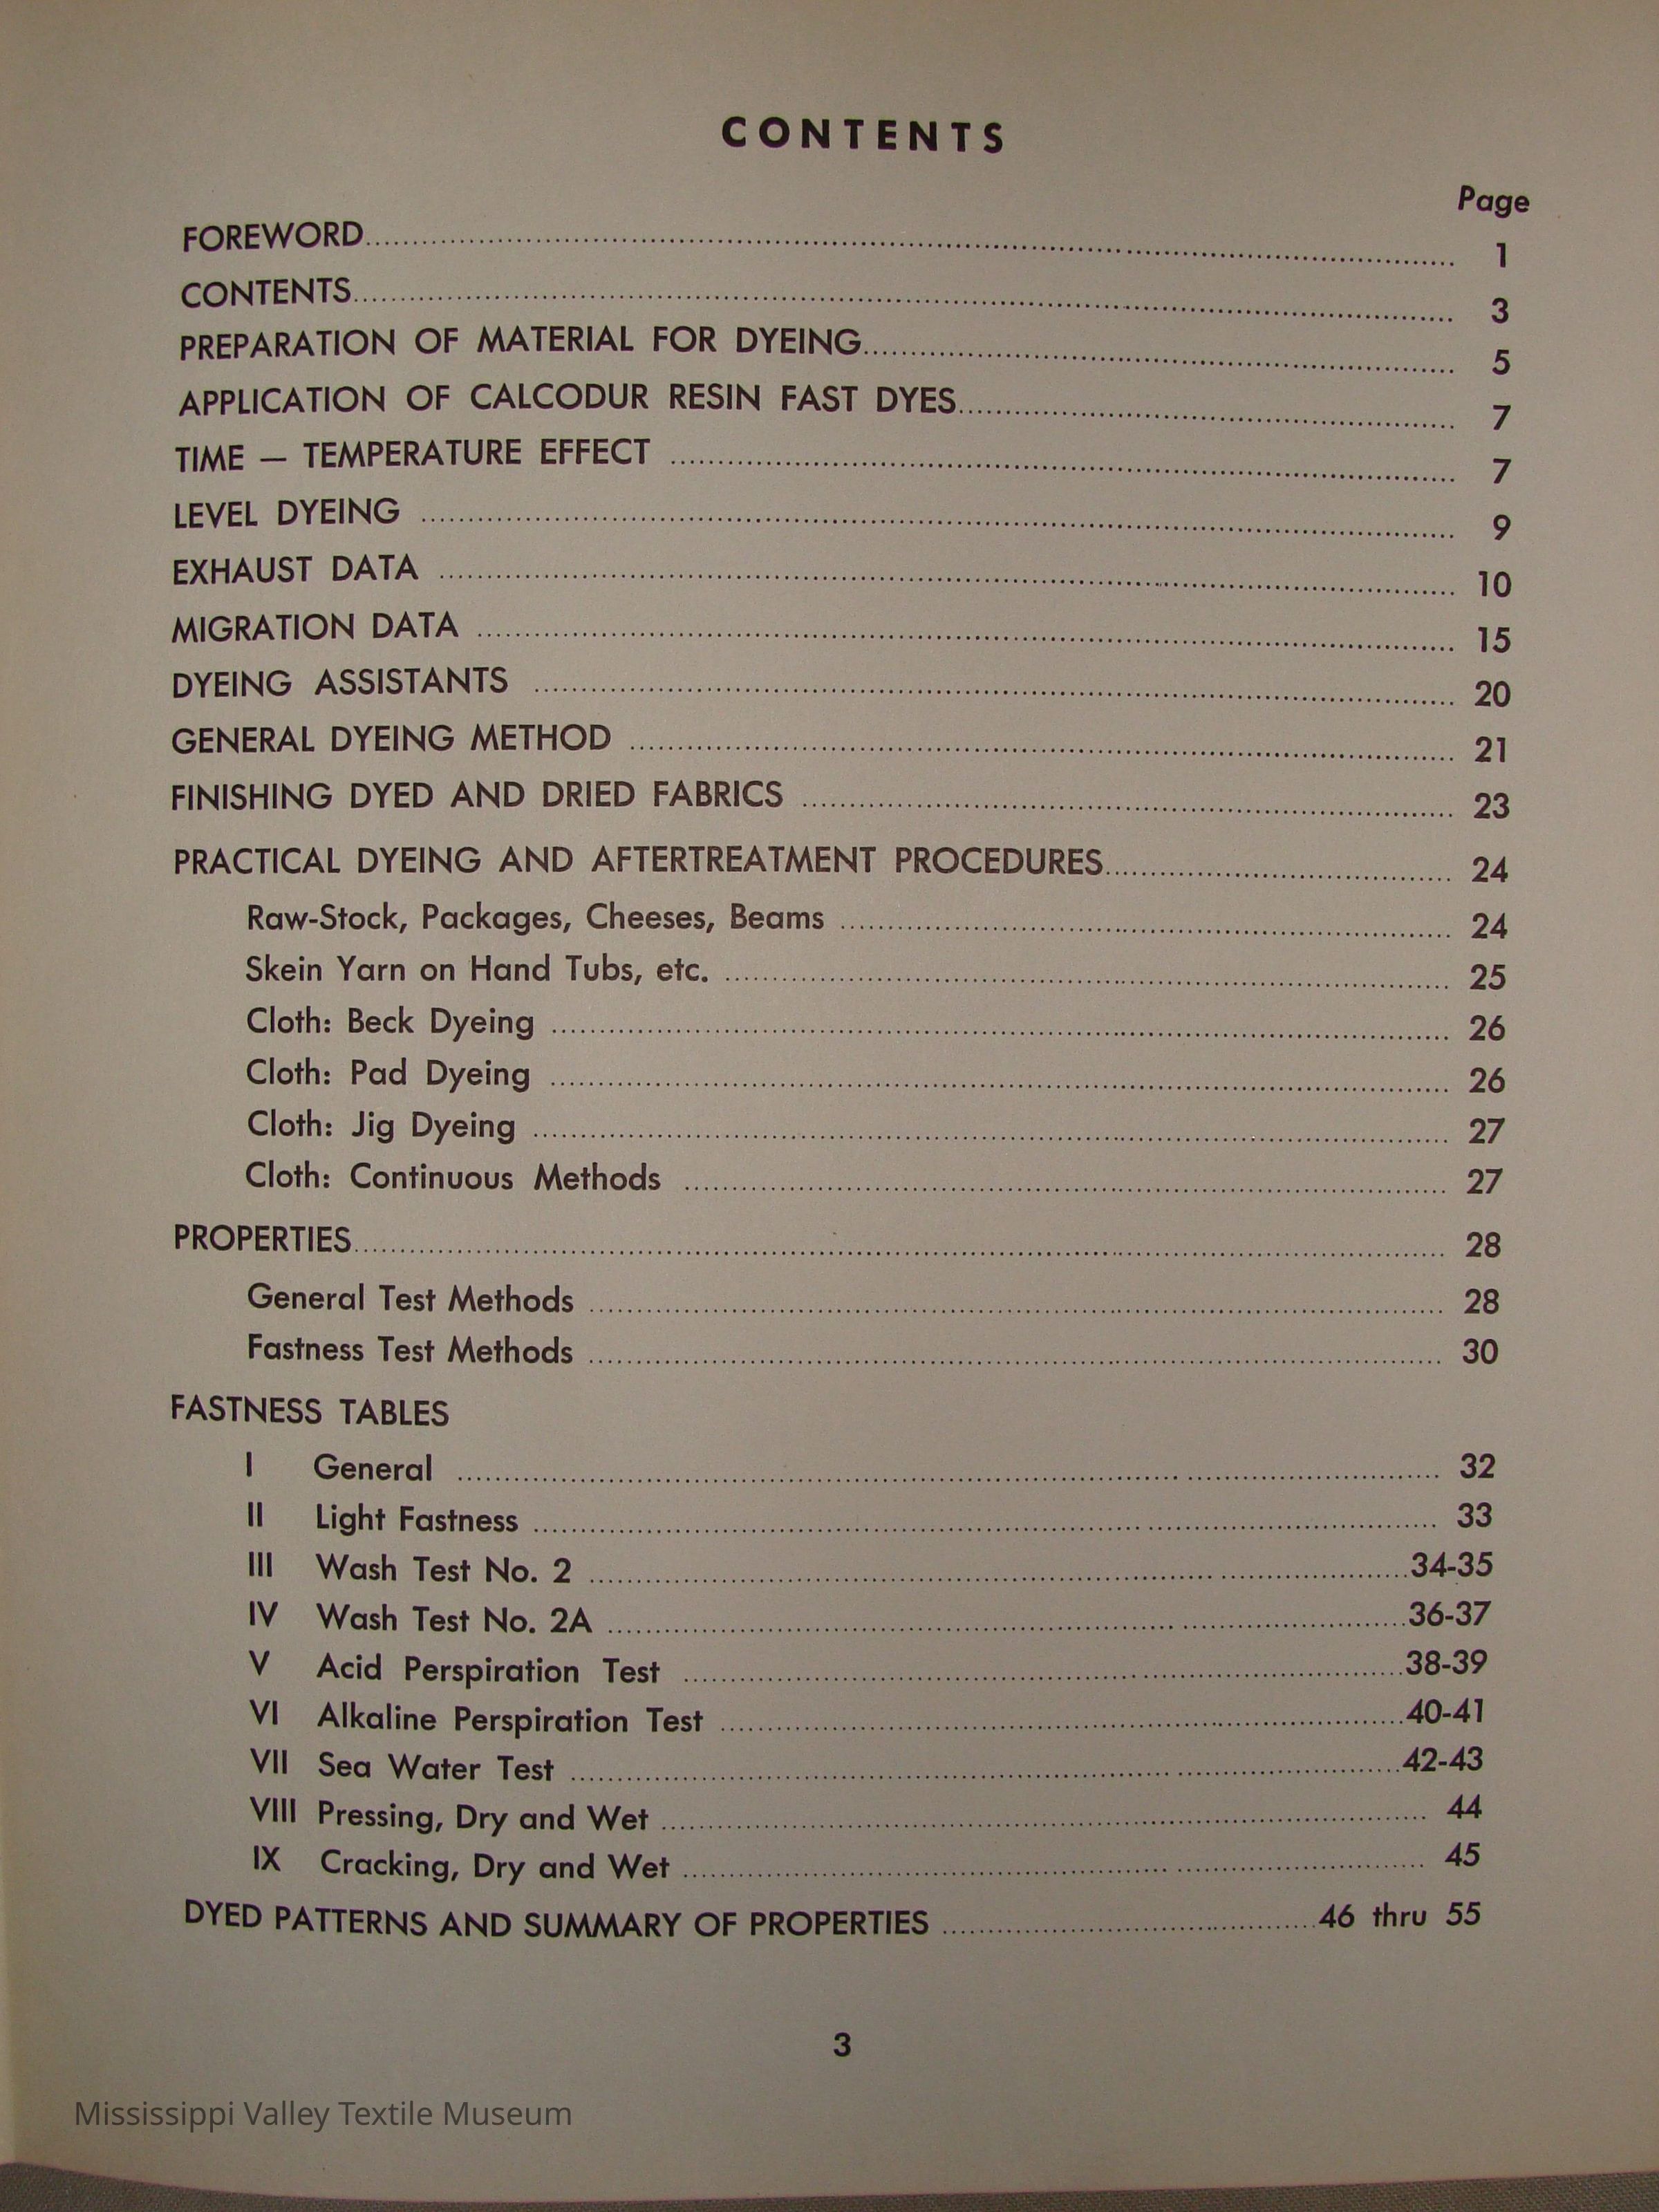 CONTENTS
Page
FOREWORD 1
CONTENTS 3
PREPARATION OF MATERIAL FOR DYEING 5
APPLICATION OF CALCODUR RESIN FAST DYES 7
TIME — TEMPERATURE EFFECT 7
LEVEL DYEING 9
EXHAUST DATA 10
MIGRATION DATA 15
DYEING ASSISTANTS 20
GENERAL DYEING METHOD 21
FINISHING DYED AND DRIED FABRICS 23
PRACTICAL DYEING AND AFTERTREATMENT PROCEDURES 24
Raw-Stock, Packages, Cheeses, Beams 24
Skein Yarn on Hand Tubs, etc. 25
Cloth: Beck Dyeing 26
Cloth: Pad Dyeing 26
Cloth: Jig Dyeing 27
Cloth: Continuous Methods 27
PROPERTIES 28
General Test Methods 28
Fastness Test Methods 30
FASTNESS TABLES
I General 32
II Light Fastness 33
III Wash Test No. 2 34-35
IV Wash Test No. 2A 36-37
V Acid Perspiration Test 38-39
VI Alkaline Perspiration Test 40-41
VII Sea Water Test 42-43
VIII Pressing, Dry and Wet 44
IX Cracking, Dry and Wet 45
DYED PATTERNS AND SUMMARY OF PROPERTIES 46 thru 55
3
Mississippi Valley Textile Museum